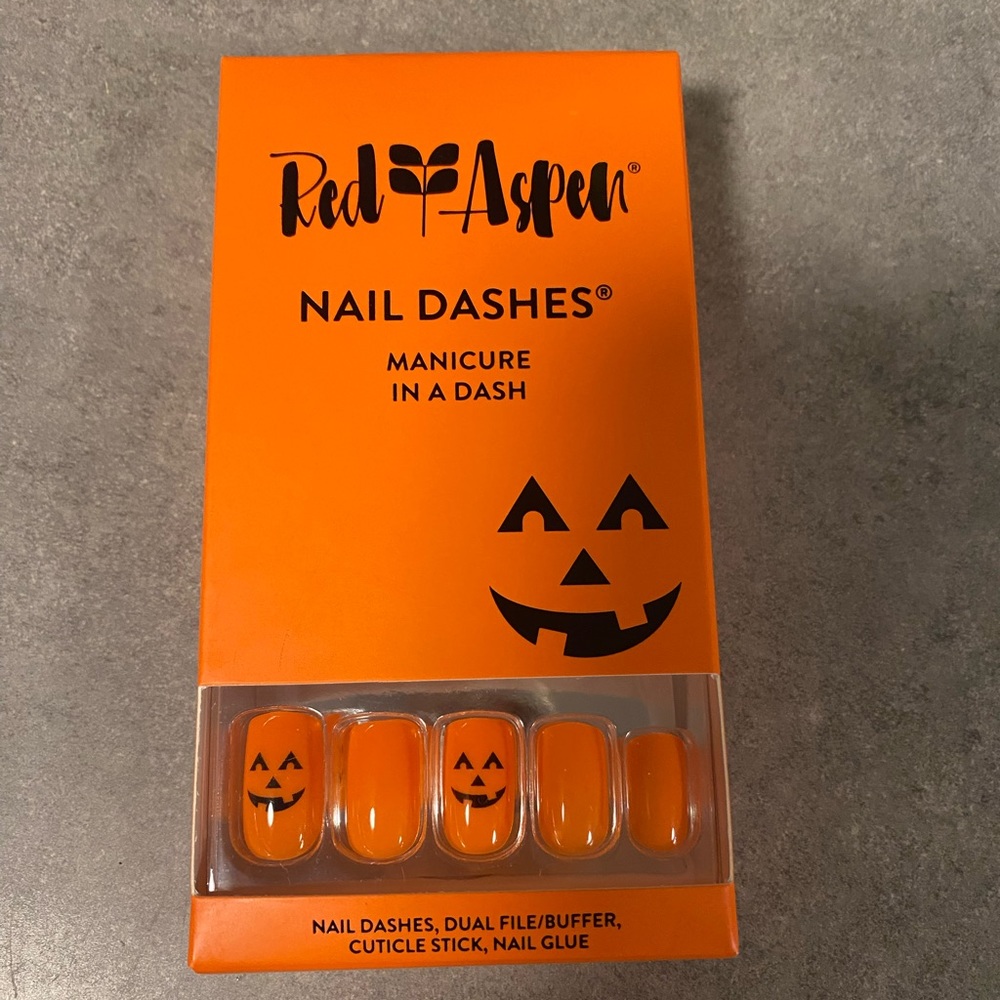 Red Aspen®
NAIL DASHES®
MANICURE
IN A DASH
NAIL DASHES, DUAL FILE/BUFFER,
CUTICLE STICK, NAIL GLUE